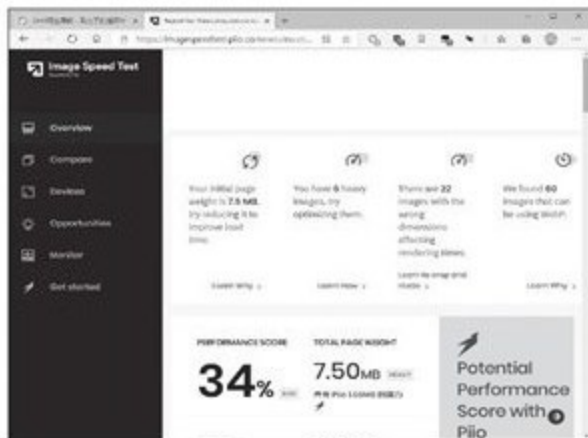 Image Speed Test
Overview
Compare
Devices
Opportunities
Monitor
Get started
Your initial page
weight is 7.5 MB,
try reducing it to
improve load
time.
Learn Why >
You have 6 heavy
images, try
optimizing them.
Learn How >
There are 22
images with the
wrong
dimensions
affecting
rendering times.
We found 60
images that can
be using WebP.
Learn Why >
PERFORMANCE SCORE
34%
TOTAL PAGE WEIGHT
7.50MB HEAVY
Potential
Performance
Score with
Piio